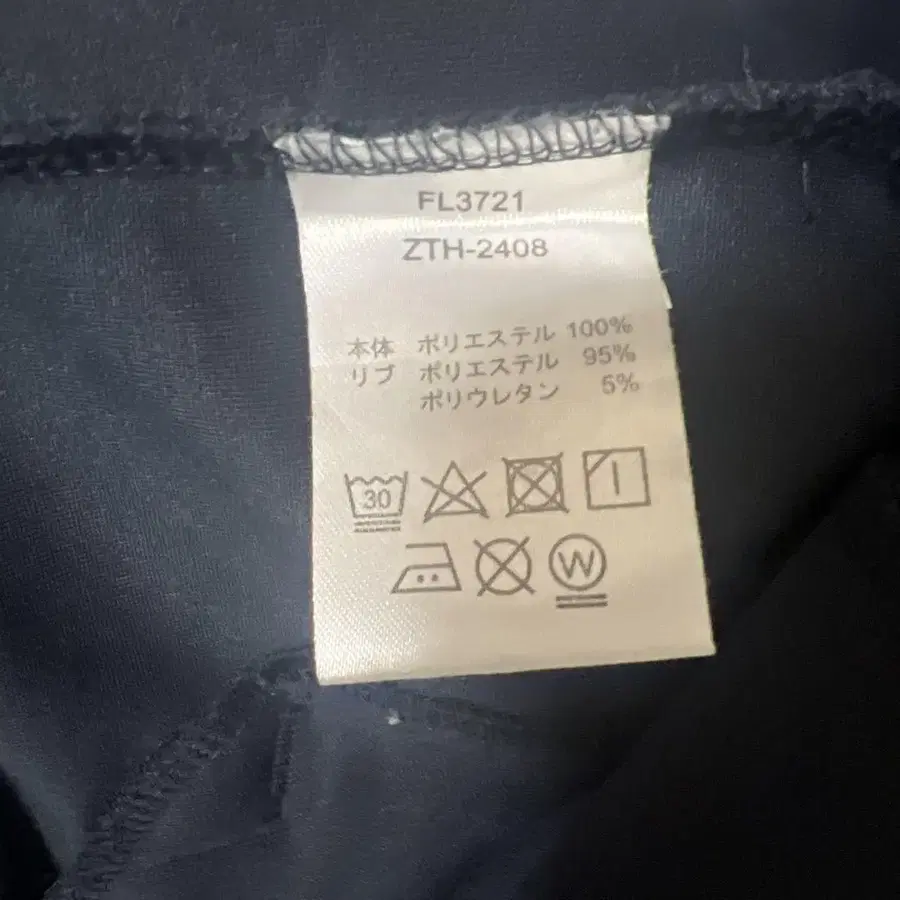 FL3721
ZTH-2408
本体 ポリエステル 100%
リブ ポリエステル 95%
ポリウレタン 5%
30
W